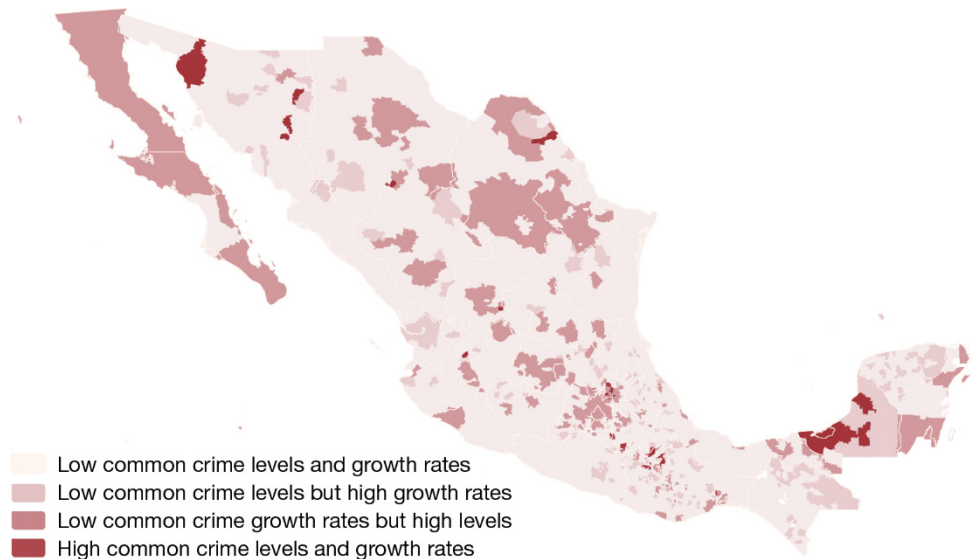 Low common crime levels and growth rates
Low common crime levels but high growth rates
Low common crime growth rates but high levels
High common crime levels and growth rates